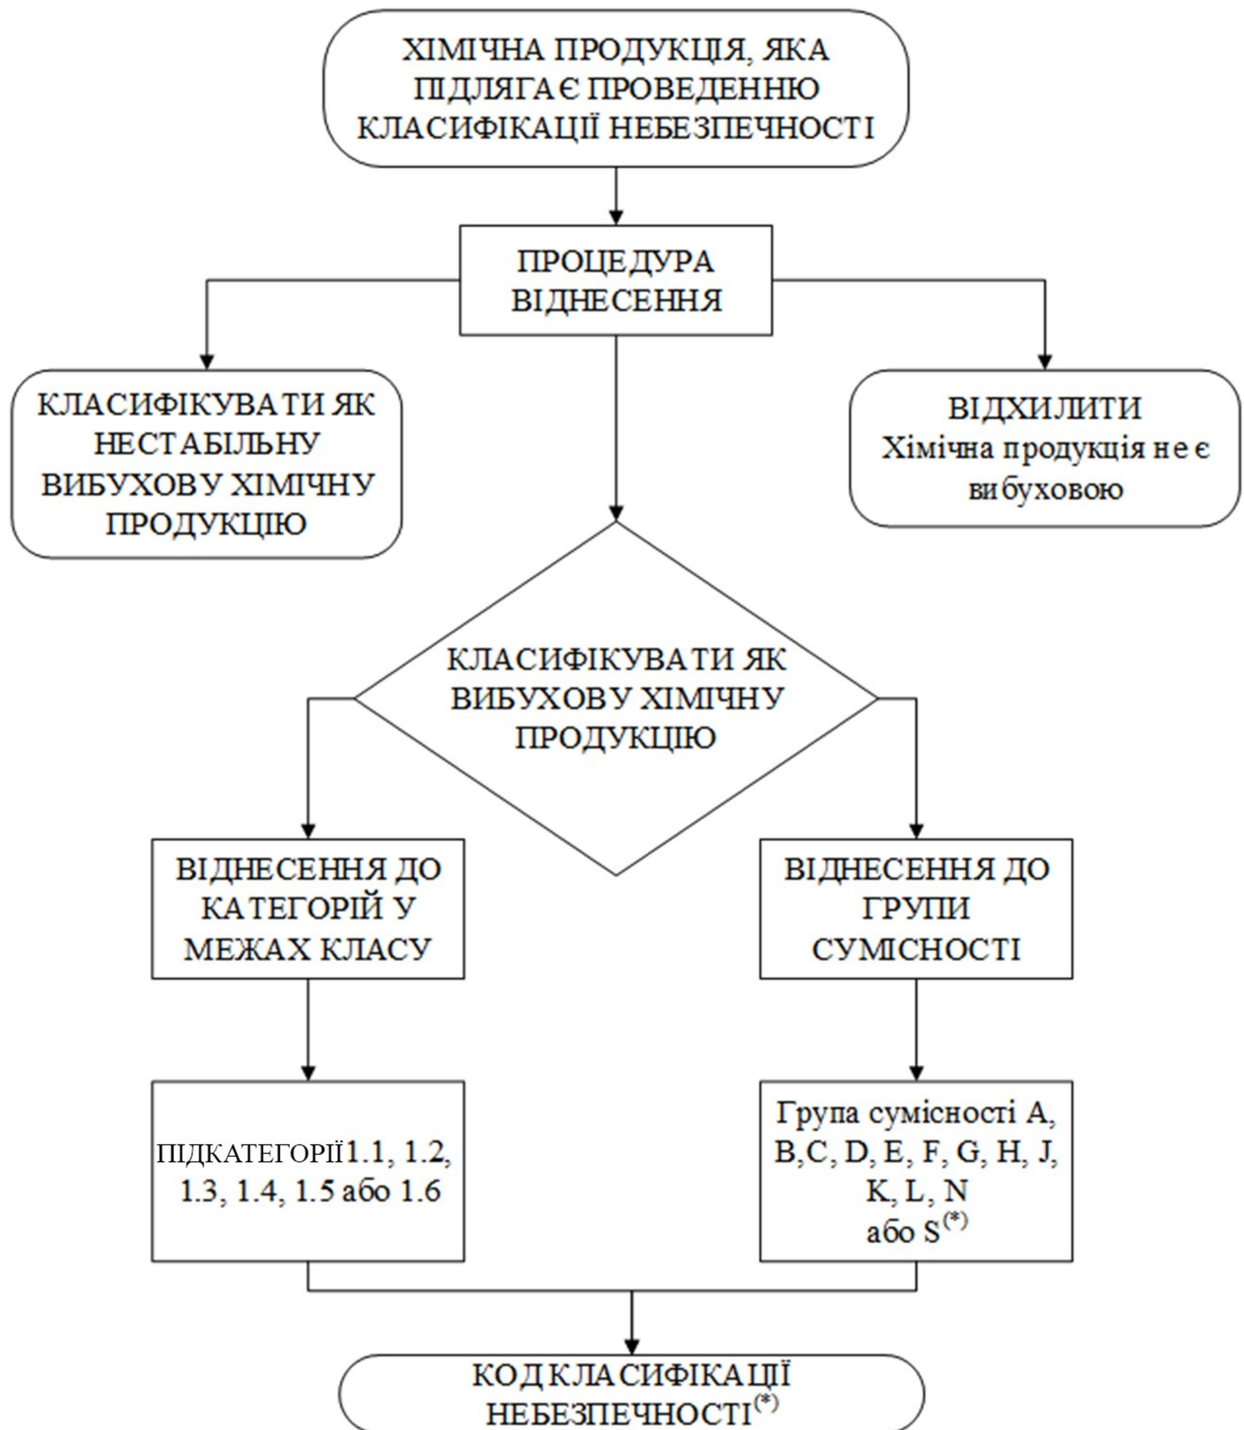 ХІМІЧНА ПРОДУКЦІЯ, ЯКА
ПІДЛЯГАЄ ПРОВЕДЕННЮ
КЛАСИФІКАЦІЇ НЕБЕЗПЕЧНОСТІ
ПРОЦЕДУРА
ВІДНЕСЕННЯ
КЛАСИФІКУВАТИ ЯК
НЕСТАБІЛЬНУ
ВИБУХОВУ ХІМІЧНУ
ПРОДУКЦІЮ
ВІДХИЛИТИ
Хімічна продукція не є
вибуховою
КЛАСИФІКУВАТИ ЯК
ВИБУХОВУ ХІМІЧНУ
ПРОДУКЦІЮ
ВІДНЕСЕННЯ ДО
КАТЕГОРІЙ У
МЕЖАХ КЛАСУ
ВІДНЕСЕННЯ ДО
ГРУПИ
СУМІСНОСТІ
ПІДКАТЕГОРІЇ 1.1, 1.2,
1.3, 1.4, 1.5 або 1.6
Група сумісності A,
B,C, D, E, F, G, H, J,
K, L, N
або S(*)
КОД КЛАСИФІКАЦІЇ
НЕБЕЗПЕЧНОСТІ(*)